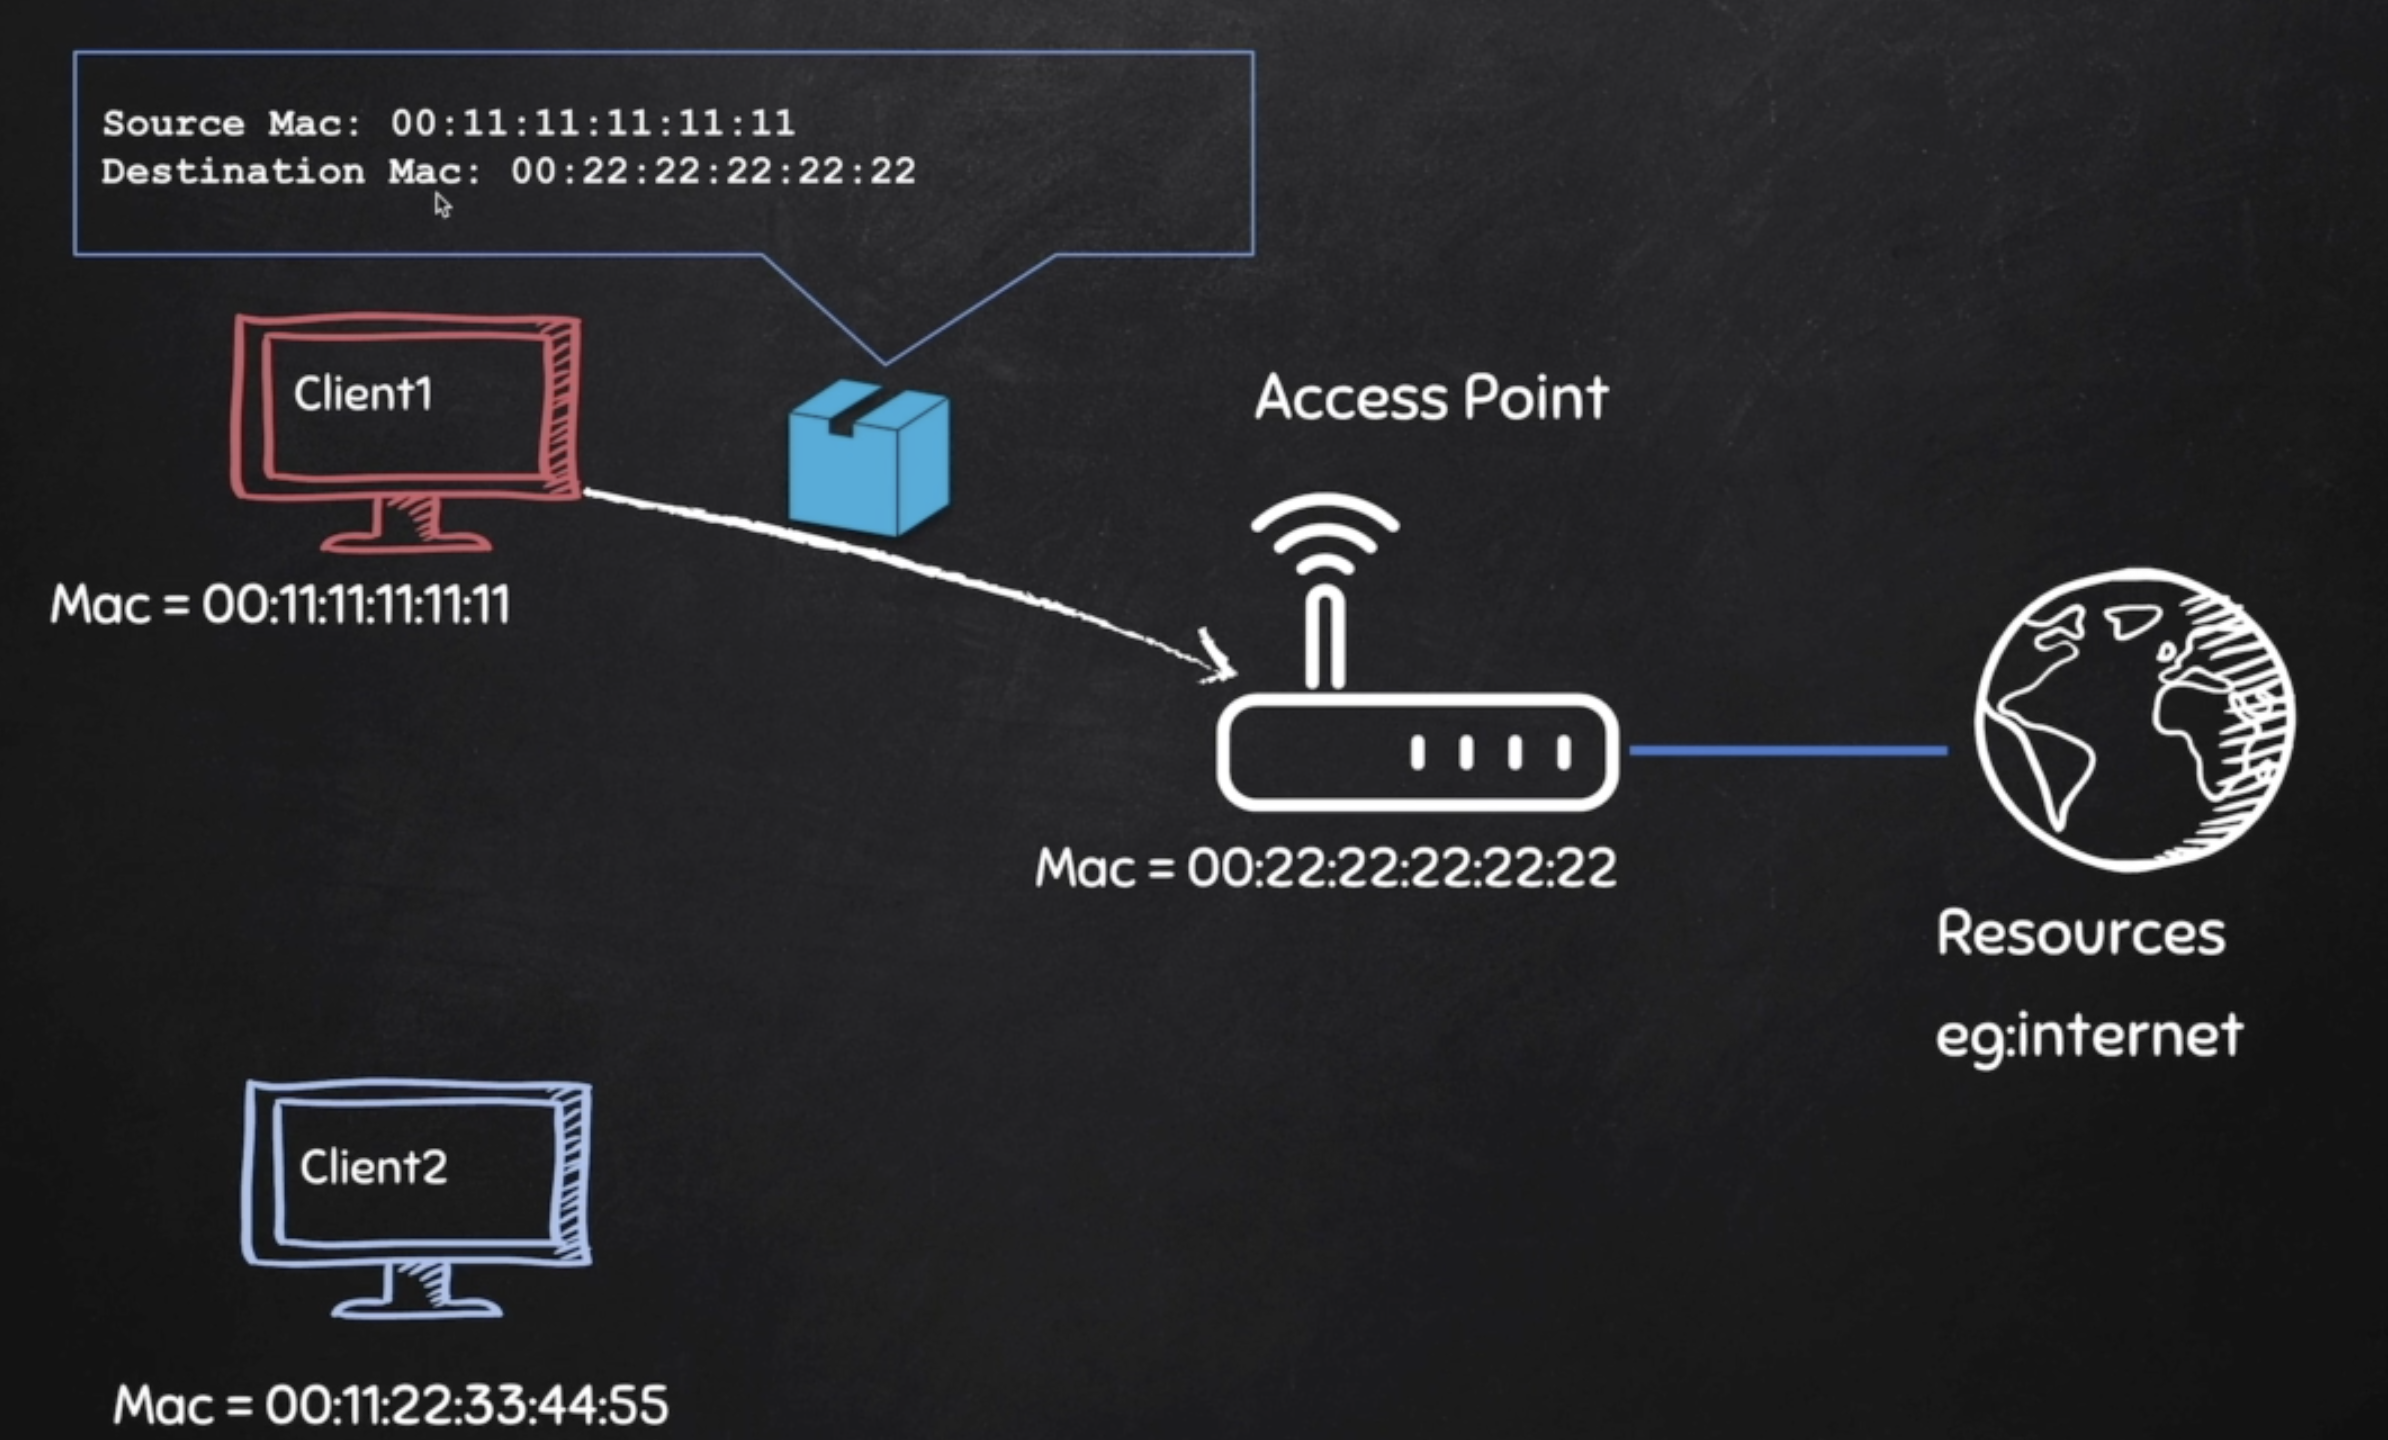 Source Mac: 00:11:11:11:11:11
Destination Mac: 00:22:22:22:22:22
Client1
Access Point
Mac = 00:11:11:11:11:11
Mac = 00:22:22:22:22:22
Resources
eg:internet
Client2
Mac = 00:11:22:33:44:55